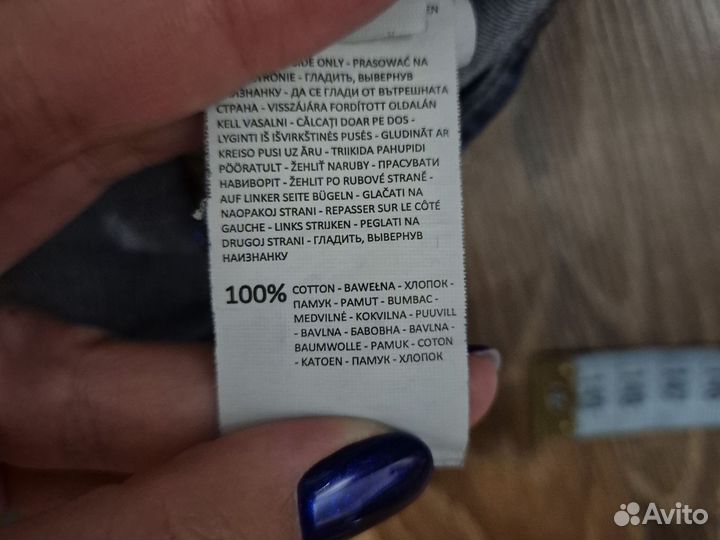 EN
SIDE ONLY - PRASOWAĆ NA
STRONIE - ГЛАДИТЬ, ВЫВЕРНУВ
НАИЗНАНКУ - ДА СЕ ГЛАДИ ОТ ВЪТРЕШНАТА
СТРАНА - VISSZÁJÁRA FORDÍTOTT OLDALÁN
KELL VASALNI - CĂLCAȚI DOAR PE DOS -
LYGINTI IŠ IŠVIRKŠTINĖS PUSĖS - GLUDINĀT AR
KREISO PUSI UZ ĀRU - TRIIKIDA PAHUPIDI
PÖÖRATULT - ŽEHLIŤ NARUBY - ПРАСУВАТИ
НАВИВОРІТ - ŽEHLIT PO RUBOVÉ STRANĚ -
AUF LINKER SEITE BÜGELN - GLAČATI NA
NAOPAKOJ STRANI - REPASSER SUR LE CÔTÉ
GAUCHE - LINKS STRIJKEN - PEGLATI NA
DRUGOJ STRANI - ГЛАДИТЬ, ВЫВЕРНУВ
НАИЗНАНКУ
100% COTTON - BAWEŁNA - ХЛОПОК -
ПАМУК - PAMUT - BUMBAC -
MEDVILNĖ - KOKVILNA - PUUVILL
- BAVLNA - БАВОВНА - BAVLNA -
BAUMWOLLE - PAMUK - COTON -
- KATOEN - ПАМУК - ХЛОПОК
Avito